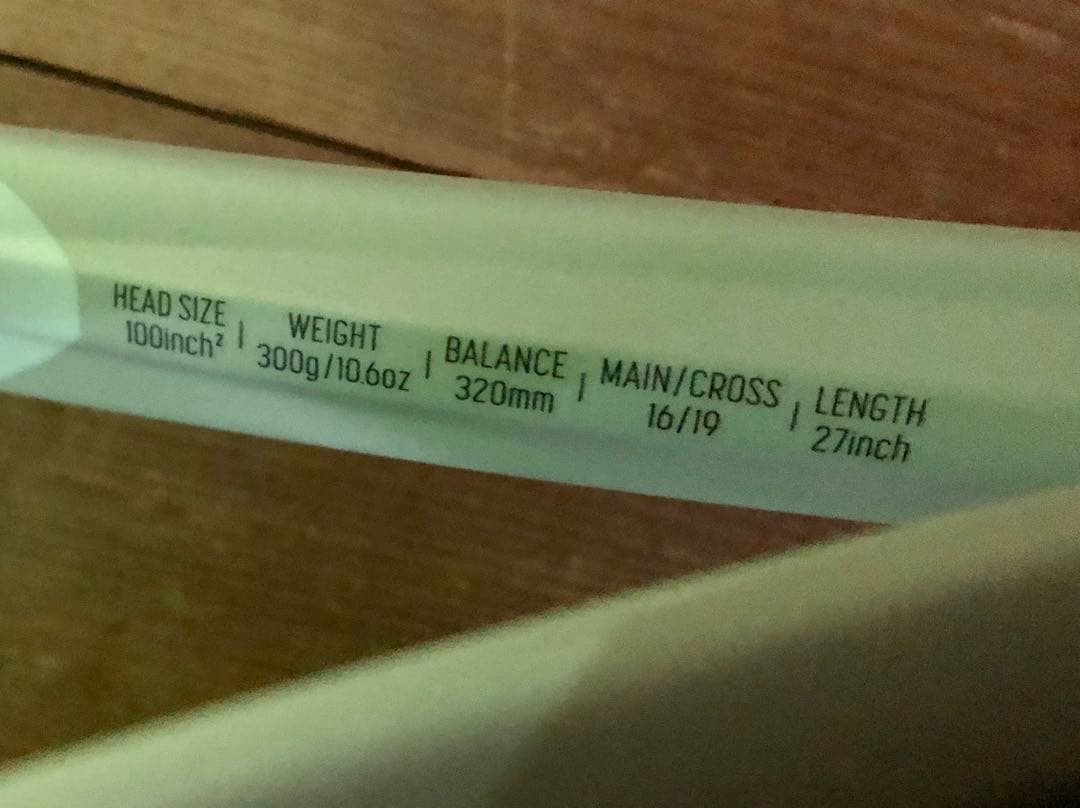 HEAD SIZE | WEIGHT | BALANCE | MAIN/CROSS | LENGTH
100inch² | 300g/10.6oz | 320mm | 16/19 | 27inch